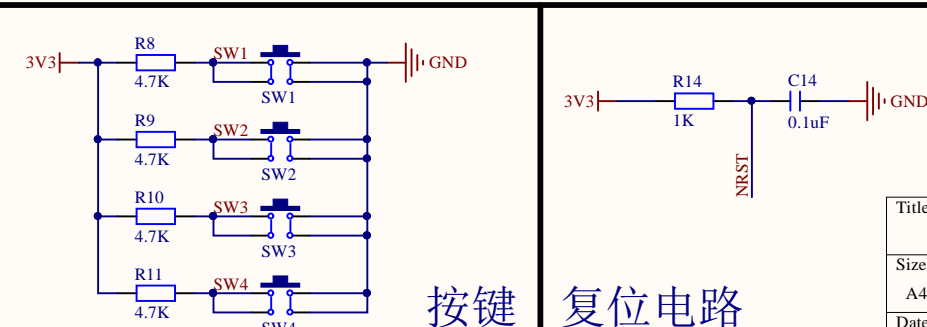 R8
3V3
SW1
GND
4.7K
SW1
R9
SW2
4.7K
SW2
R10
SW3
4.7K
SW3
R11
SW4
4.7K
SW4
按键
R14
C14
3V3
GND
1K
0.1uF
NRST
复位电路
Title
Size
A4
Date